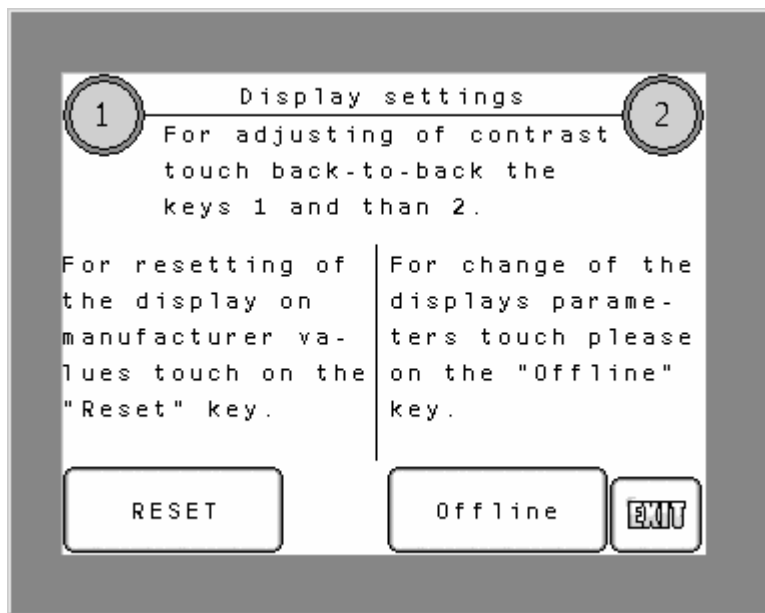 1
Display settings
2
For adjusting of contrast
touch back-to-back the
keys 1 and than 2.
For resetting of
the display on
manufacturer va-
lues touch on the
"Reset" key.
For change of the
displays parame-
ters touch please
on the "Offline"
key.
RESET
Offline
EXIT